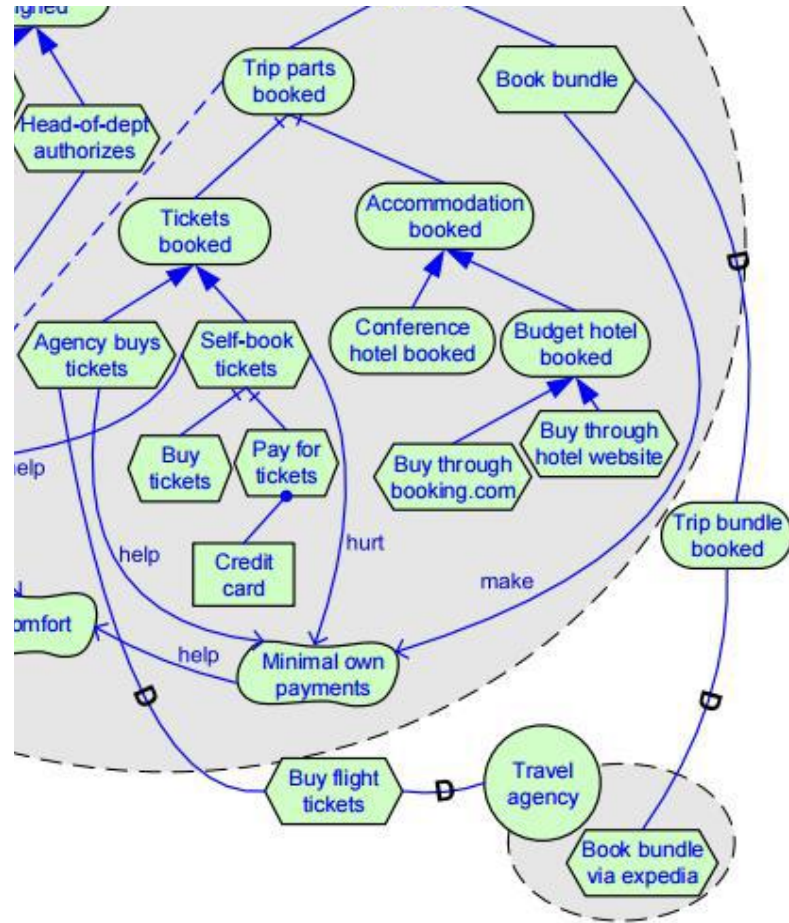 Trip parts
booked
Book bundle
Head-of-dept
authorizes
Tickets
booked
Accommodation
booked
D
Agency buys
tickets
Self-book
tickets
Conference
hotel booked
Budget hotel
booked
Buy
tickets
Pay for
tickets
Buy through
booking.com
Buy through
hotel website
help
Credit
card
hurt
Trip bundle
booked
make
help
Minimal own
payments
D
D
Buy flight
tickets
D
Travel
agency
Book bundle
via expedia